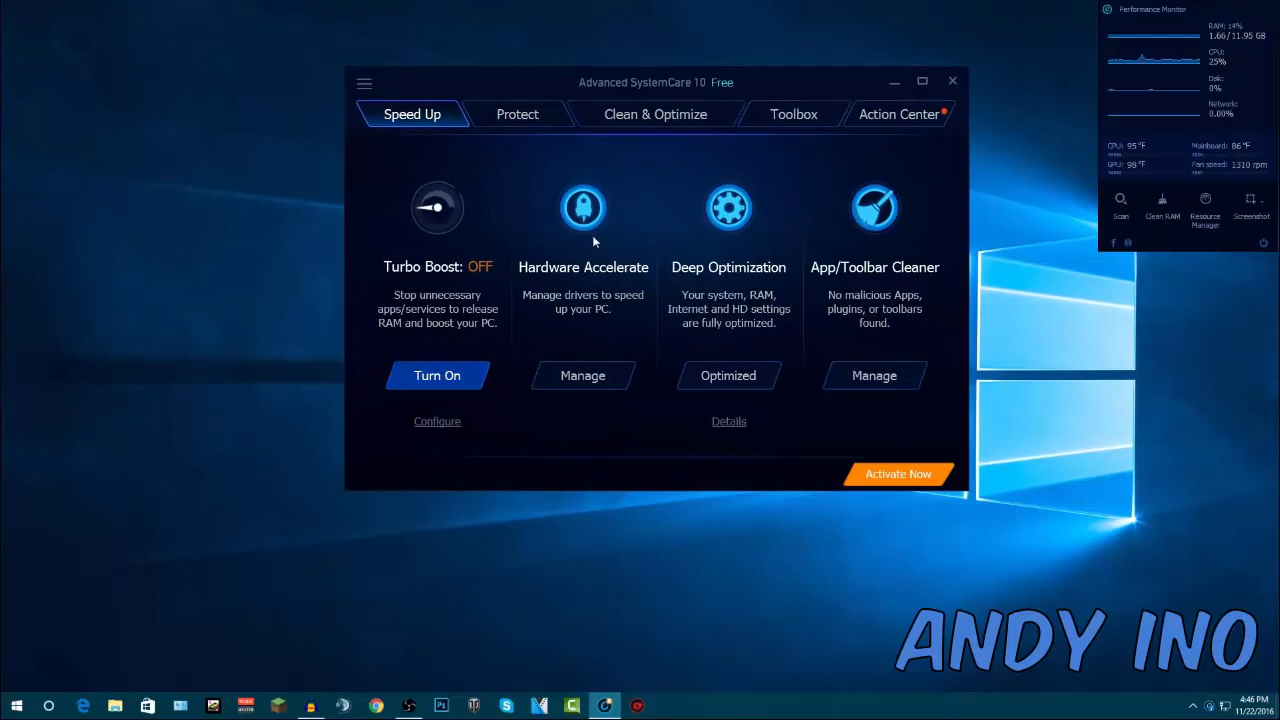 Performance Monitor
RAM: 14%
1.66/11.95 GB
CPU:
25%
Disk:
0%
Network:
0.00%
CPU: 95 °F
Mainboard: 86 °F
GPU: 98 °F
Fan speed: 1310 rpm
Scan
Clean RAM
Resource
Manager
Screenshot
Advanced SystemCare 10 Free
Speed Up
Protect
Clean & Optimize
Toolbox
Action Center
Turbo Boost: OFF
Stop unnecessary
apps/services to release
RAM and boost your PC.
Turn On
Configure
Hardware Accelerate
Manage drivers to speed
up your PC.
Manage
Deep Optimization
Your system, RAM,
Internet and HD settings
are fully optimized.
Optimized
Details
App/Toolbar Cleaner
No malicious Apps,
plugins, or toolbars
found.
Manage
Activate Now
ANDY INO
4:46 PM
11/22/2016